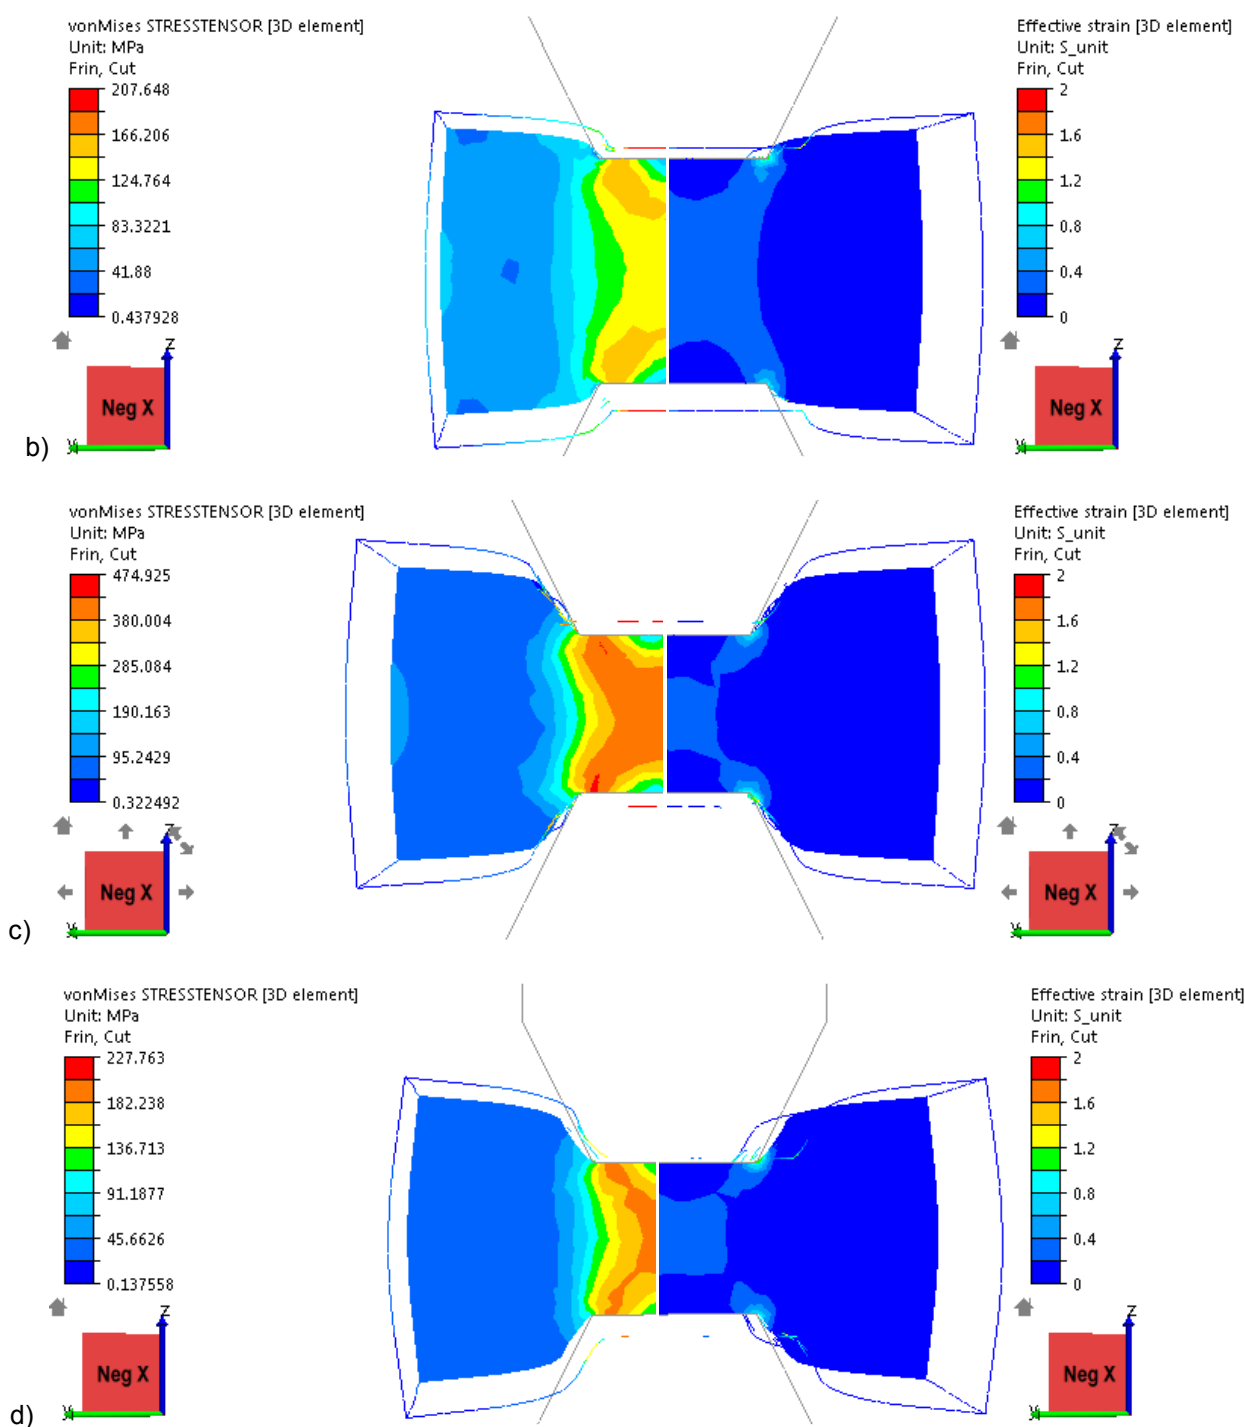 vonMises STRESSTENSOR [3D element]
Unit: MPa
Frin, Cut
207.648
166.206
124.764
83.3221
41.88
0.437928
Z
Neg X
Effective strain [3D element]
Unit: S_unit
Frin, Cut
2
1.6
1.2
0.8
0.4
0
Z
Neg X
b)
vonMises STRESSTENSOR [3D element]
Unit: MPa
Frin, Cut
474.925
380.004
285.084
190.163
95.2429
0.322492
Z
Neg X
Effective strain [3D element]
Unit: S_unit
Frin, Cut
2
1.6
1.2
0.8
0.4
0
Z
Neg X
c)
vonMises STRESSTENSOR [3D element]
Unit: MPa
Frin, Cut
227.763
182.238
136.713
91.1877
45.6626
0.137558
Z
Neg X
Effective strain [3D element]
Unit: S_unit
Frin, Cut
2
1.6
1.2
0.8
0.4
0
Z
Neg X
d)